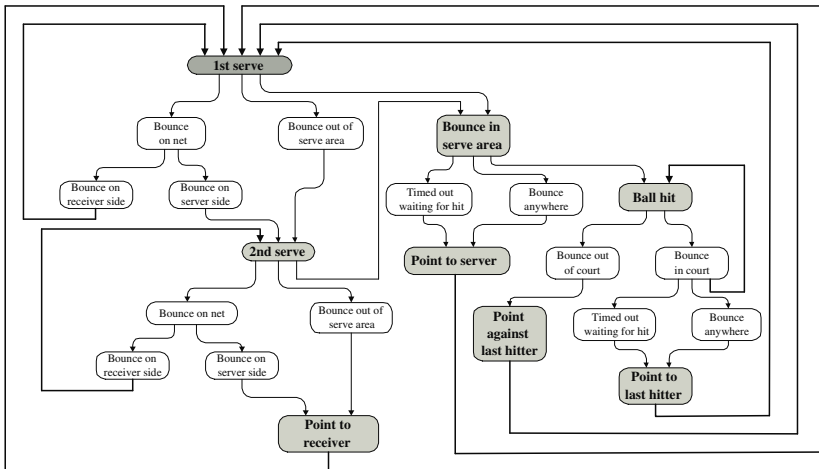 1st serve
Bounce
on net
Bounce out of
serve area
Bounce in
serve area
Bounce on
receiver side
Bounce on
server side
Timed out
waiting for hit
Bounce
anywhere
Ball hit
2nd serve
Point to server
Bounce out
of court
Bounce
in court
Bounce on net
Bounce out of
serve area
Point
against
last hitter
Timed out
waiting for hit
Bounce
anywhere
Bounce on
receiver side
Bounce on
server side
Point to
last hitter
Point to
receiver